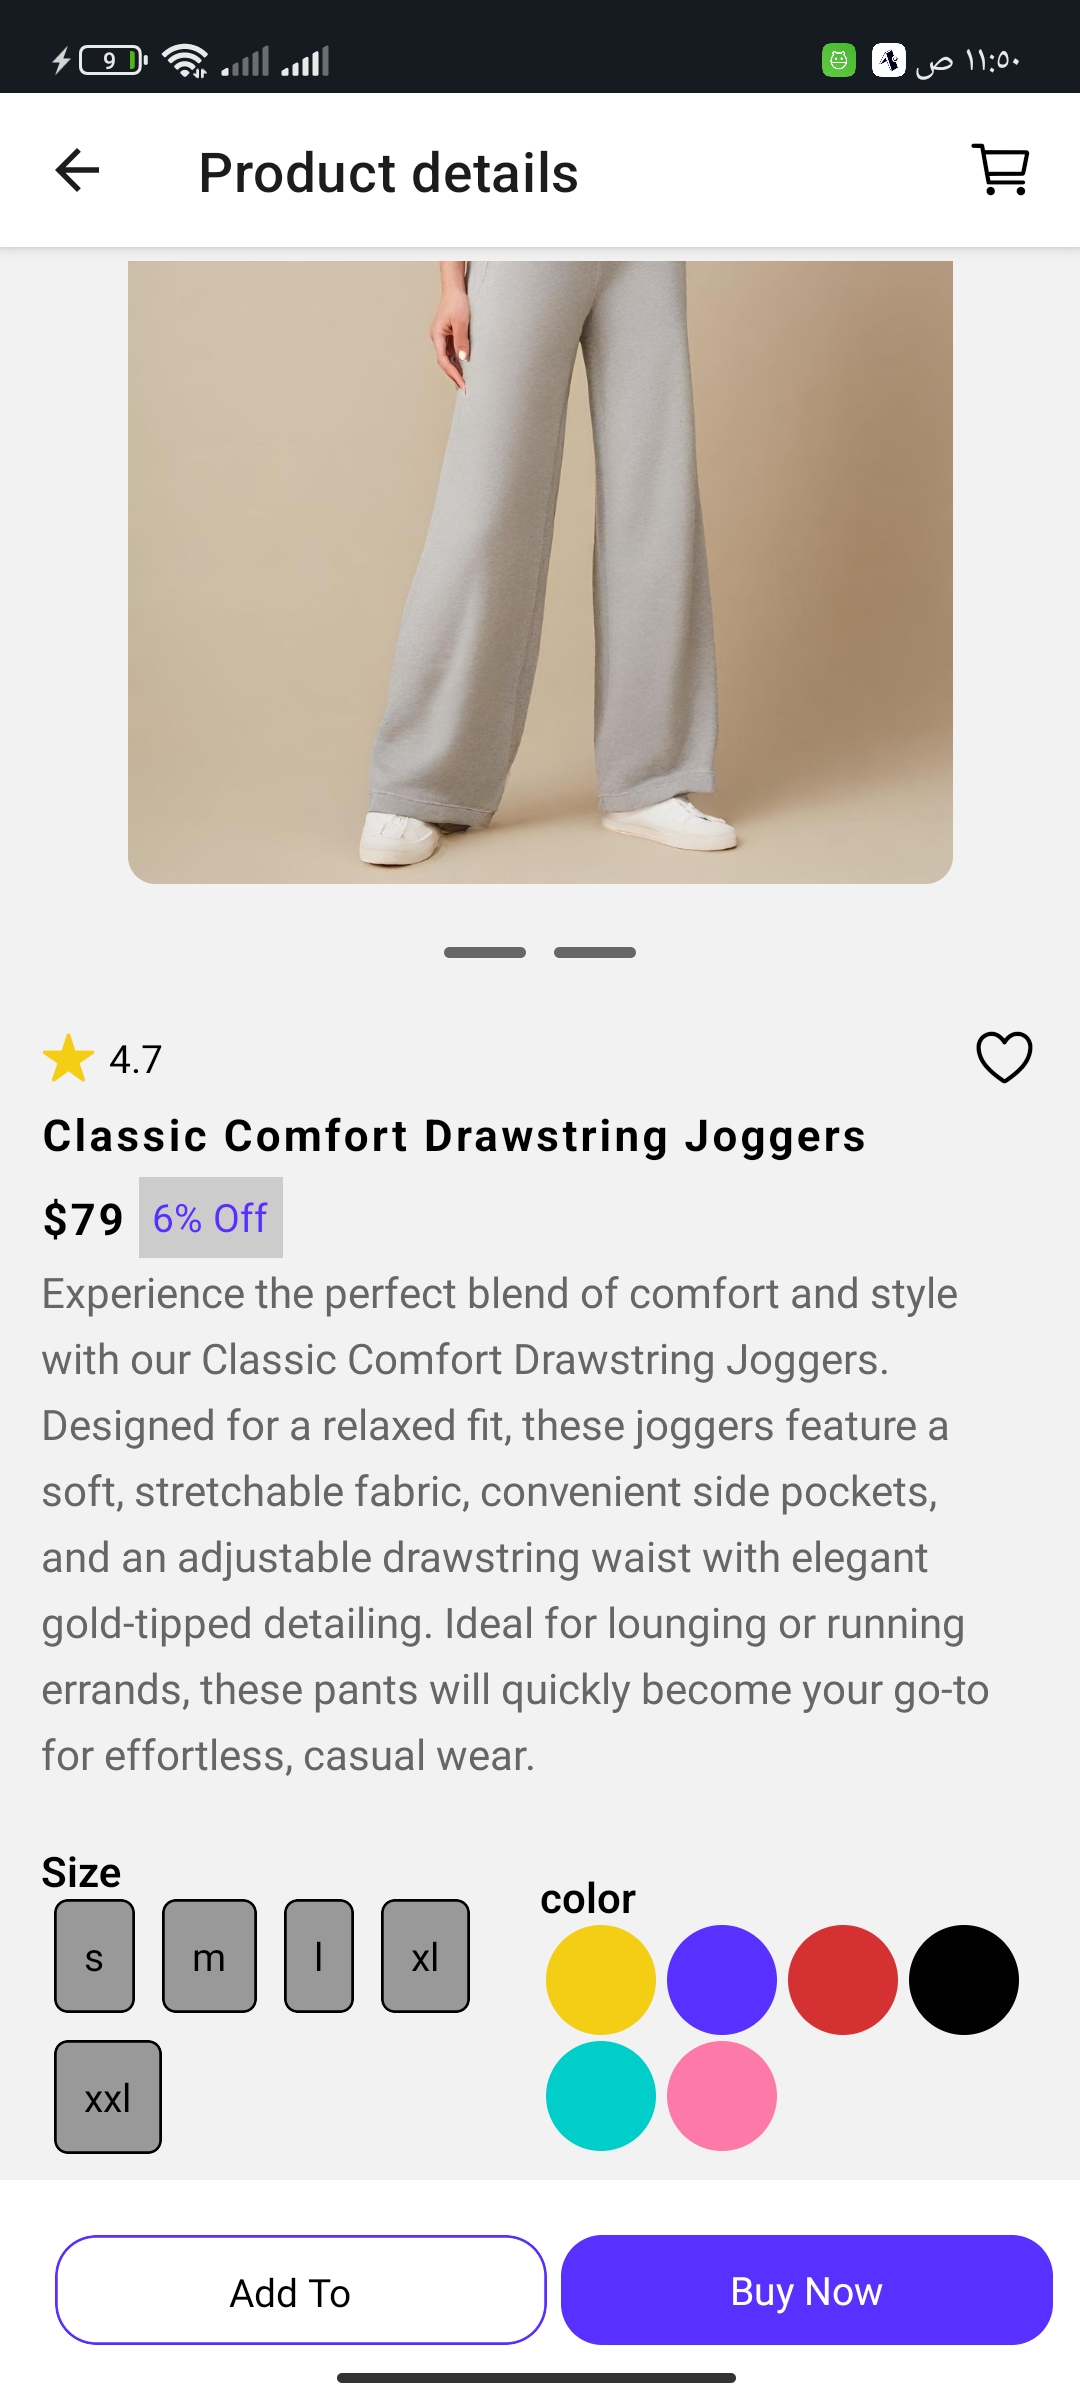 9
ص ١١:٥٠
Product details
4.7
Classic Comfort Drawstring Joggers
$79 6% Off
Experience the perfect blend of comfort and style
with our Classic Comfort Drawstring Joggers.
Designed for a relaxed fit, these joggers feature a
soft, stretchable fabric, convenient side pockets,
and an adjustable drawstring waist with elegant
gold-tipped detailing. Ideal for lounging or running
errands, these pants will quickly become your go-to
for effortless, casual wear.
Size
s m l xl
xxl
color
Add To
Buy Now